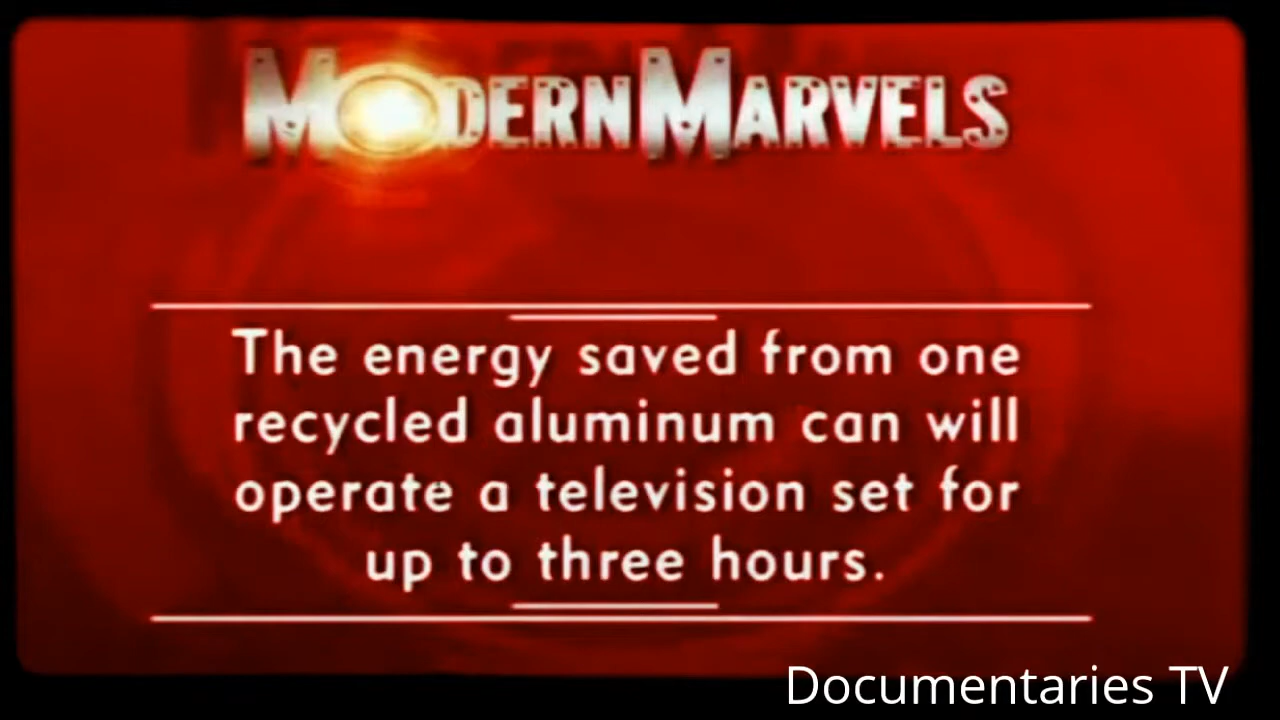 MODERN MARVELS
The energy saved from one
recycled aluminum can will
operate a television set for
up to three hours.
Documentaries TV